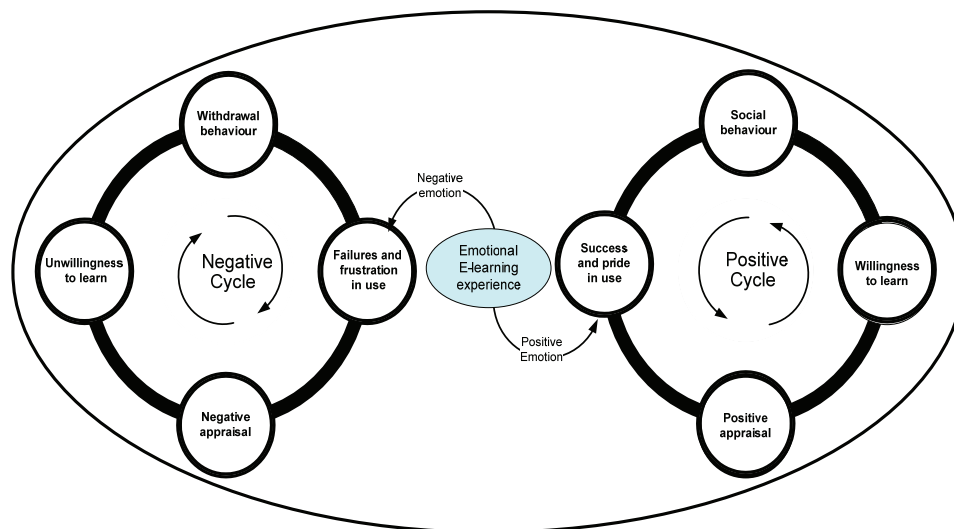 Withdrawal
behaviour
Social
behaviour
Negative
emotion
Unwillingness
to learn
Negative
Cycle
Failures and
frustration
in use
Emotional
E-learning
experience
Success
and pride
in use
Positive
Cycle
Willingness
to learn
Positive
Emotion
Negative
appraisal
Positive
appraisal